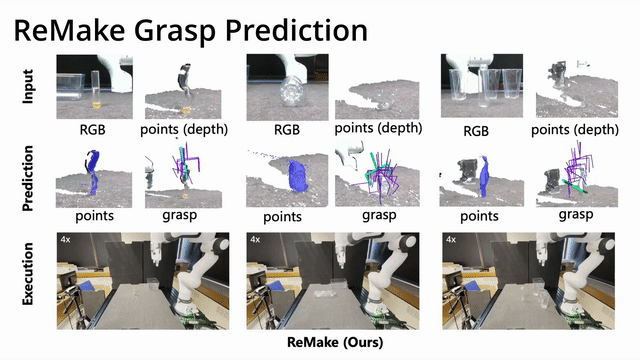 ReMake Grasp Prediction
Input
RGB
points (depth)
RGB
points (depth)
RGB
points (depth)
Prediction
points
grasp
points
grasp
points
grasp
Execution
4x
4x
4x
ReMake (Ours)